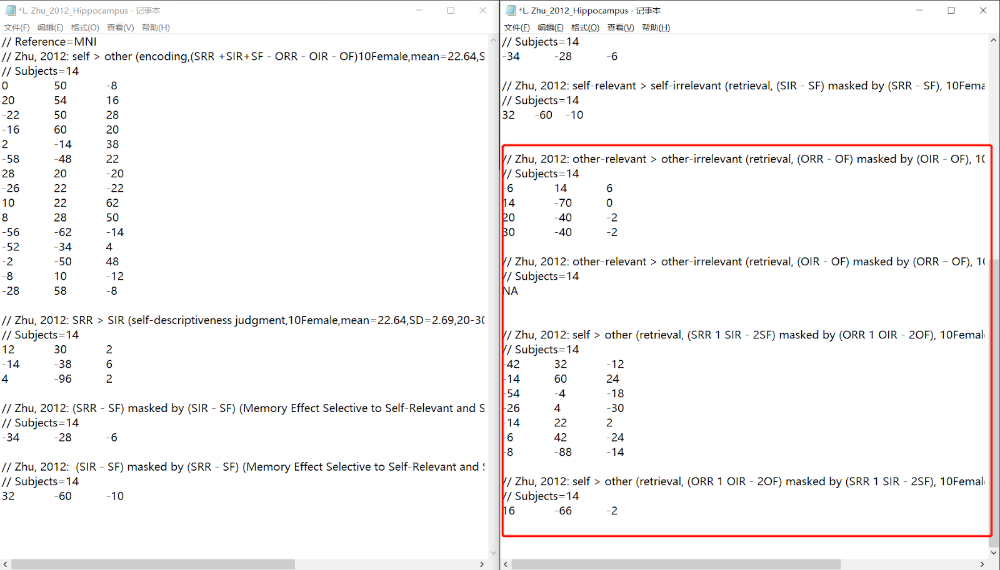 *L. Zhu_2012_Hippocampus - 记事本
文件(F) 编辑(E) 格式(O) 查看(V) 帮助(H)
// Reference=MNI
// Zhu, 2012: self > other (encoding,(SRR +SIR+SF - ORR - OIR - OF)10Female,mean=22.64,S
// Subjects=14
0 50 -8
20 54 16
-22 50 28
-16 60 20
2 -14 38
-58 -48 22
28 20 -20
-26 22 -22
10 22 62
8 28 50
-56 -62 -14
-52 -34 4
-2 -50 48
-8 10 -12
-28 58 -8
// Zhu, 2012: SRR > SIR (self-descriptiveness judgment,10Female,mean=22.64,SD=2.69,20-30
// Subjects=14
12 30 2
-14 -38 6
4 -96 2
// Zhu, 2012: (SRR - SF) masked by (SIR - SF) (Memory Effect Selective to Self-Relevant and S
// Subjects=14
-34 -28 -6
// Zhu, 2012:  (SIR - SF) masked by (SRR - SF) (Memory Effect Selective to Self-Relevant and S
// Subjects=14
32 -60 -10
*L. Zhu_2012_Hippocampus - 记事本
文件(F) 编辑(E) 格式(O) 查看(V) 帮助(H)
// Subjects=14
-34 -28 -6
// Zhu, 2012: self-relevant > self-irrelevant (retrieval, (SIR - SF) masked by (SRR - SF), 10Fema
// Subjects=14
32 -60 -10
// Zhu, 2012: other-relevant > other-irrelevant (retrieval, (ORR - OF) masked by (OIR - OF), 10
// Subjects=14
-6 14 6
14 -70 0
20 -40 -2
30 -40 -2
// Zhu, 2012: other-relevant > other-irrelevant (retrieval, (OIR - OF) masked by (ORR – OF), 10
// Subjects=14
NA
// Zhu, 2012: self > other (retrieval, (SRR 1 SIR - 2SF) masked by (ORR 1 OIR - 2OF), 10Femal
// Subjects=14
-42 32 -12
-14 60 24
-54 -4 -18
-26 4 -30
-14 22 2
-6 42 -24
-8 -88 -14
// Zhu, 2012: self > other (retrieval, (ORR 1 OIR - 2OF) masked by (SRR 1 SIR - 2SF), 10Femal
// Subjects=14
16 -66 -2